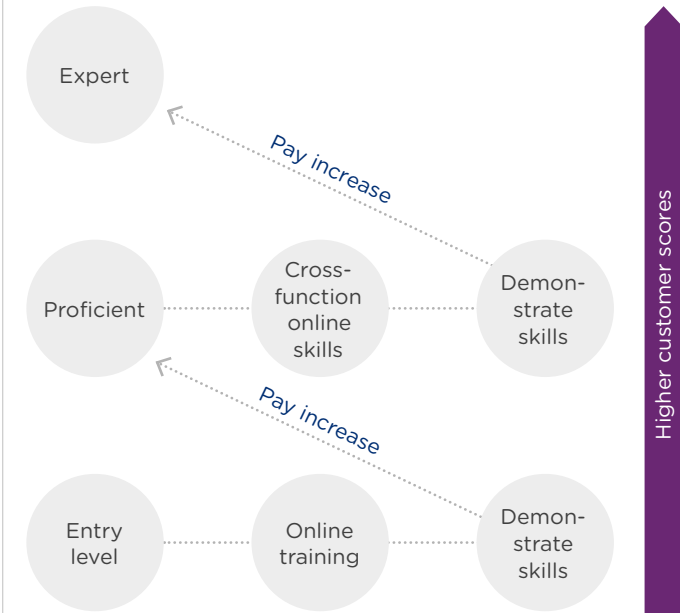 Expert
Pay increase
Proficient
Cross-
function
online
skills
Demon-
strate
skills
Pay increase
Entry
level
Online
training
Demon-
strate
skills
Higher customer scores